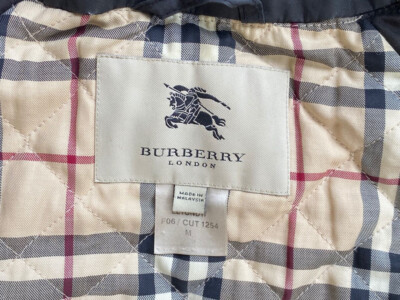 BURBERRY
LONDON
MADE IN
MALAYSIA
F06 / CUT 1254
M